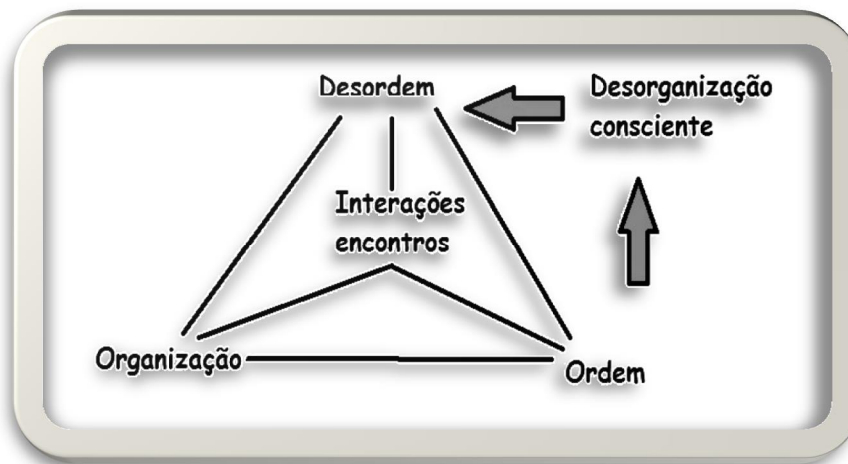 Desordem
Desorganização
consciente
Interações
encontros
Organização
Ordem